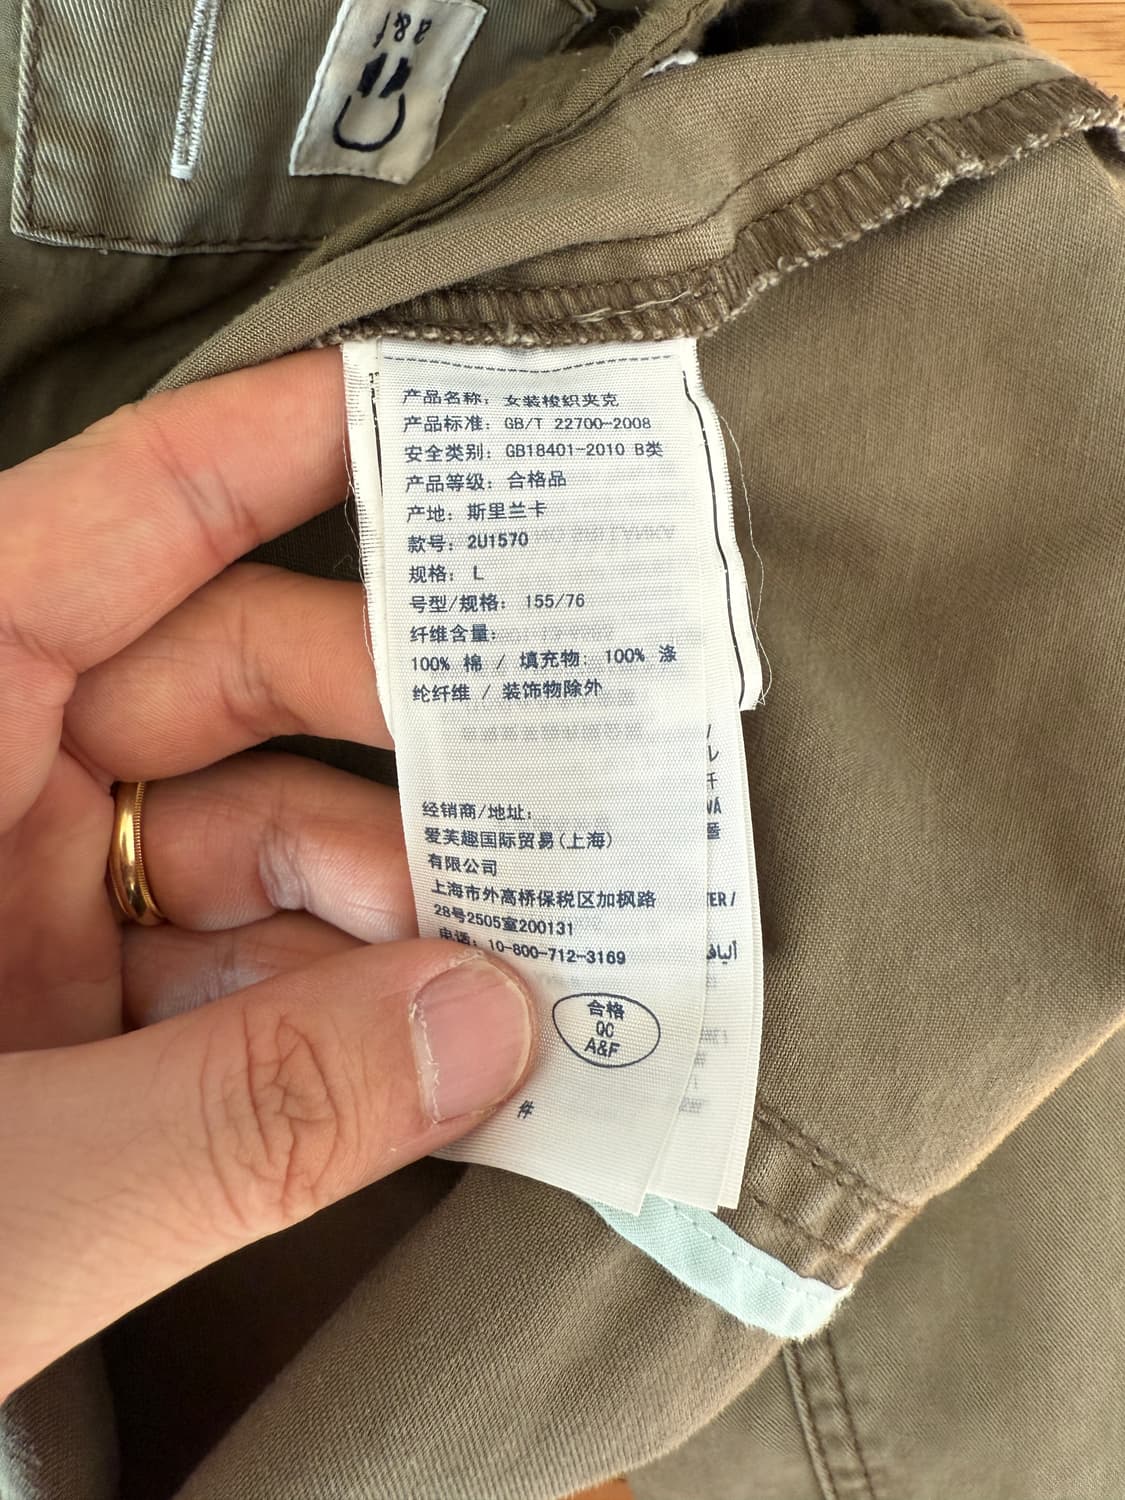 a&f
产品名称：女装梭织夹克
产品标准：GB/T 22700-2008
安全类别：GB18401-2010 B类
产品等级：合格品
产地：斯里兰卡
款号：2U1570
规格：L
号型/规格：155/76
纤维含量：
100% 棉 / 填充物：100% 涤
纶纤维 / 装饰物除外
经销商/地址：
爱芙趣国际贸易(上海)
有限公司
上海市外高桥保税区加枫路
28号2505室200131
电话：10-800-712-3169
合格
QC
A&F
件
VA
ER /
ألياف